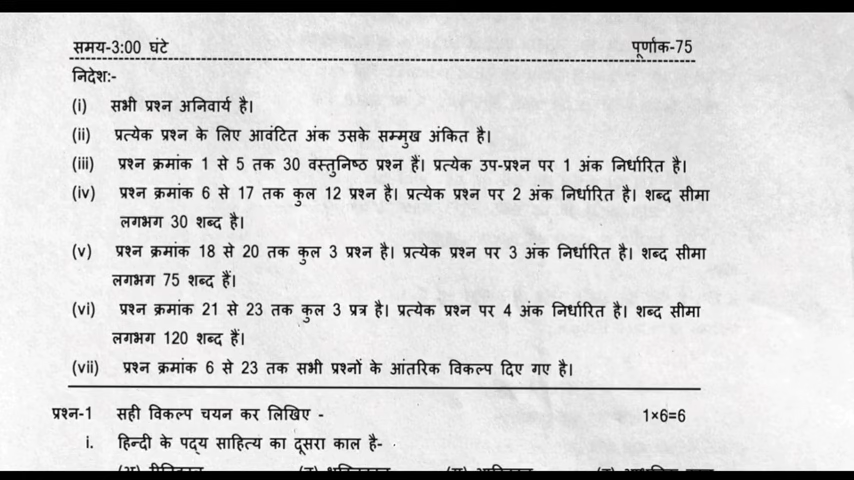 समय-3:00 घंटे पूर्णाक-75
निदेश:-
(i) सभी प्रश्न अनिवार्य है।
(ii) प्रत्येक प्रश्न के लिए आवंटित अंक उसके सम्मुख अंकित है।
(iii) प्रश्न क्रमांक 1 से 5 तक 30 वस्तुनिष्ठ प्रश्न हैं। प्रत्येक उप-प्रश्न पर 1 अंक निर्धारित है।
(iv) प्रश्न क्रमांक 6 से 17 तक कुल 12 प्रश्न है। प्रत्येक प्रश्न पर 2 अंक निर्धारित है। शब्द सीमा
लगभग 30 शब्द है।
(v) प्रश्न क्रमांक 18 से 20 तक कुल 3 प्रश्न है। प्रत्येक प्रश्न पर 3 अंक निर्धारित है। शब्द सीमा
लगभग 75 शब्द हैं।
(vi) प्रश्न क्रमांक 21 से 23 तक कुल 3 प्रत्र है। प्रत्येक प्रश्न पर 4 अंक निर्धारित है। शब्द सीमा
लगभग 120 शब्द हैं।
(vii) प्रश्न क्रमांक 6 से 23 तक सभी प्रश्नों के आंतरिक विकल्प दिए गए है।
प्रश्न-1 सही विकल्प चयन कर लिखिए - 1×6=6
i. हिन्दी के पद्य साहित्य का दूसरा काल है-